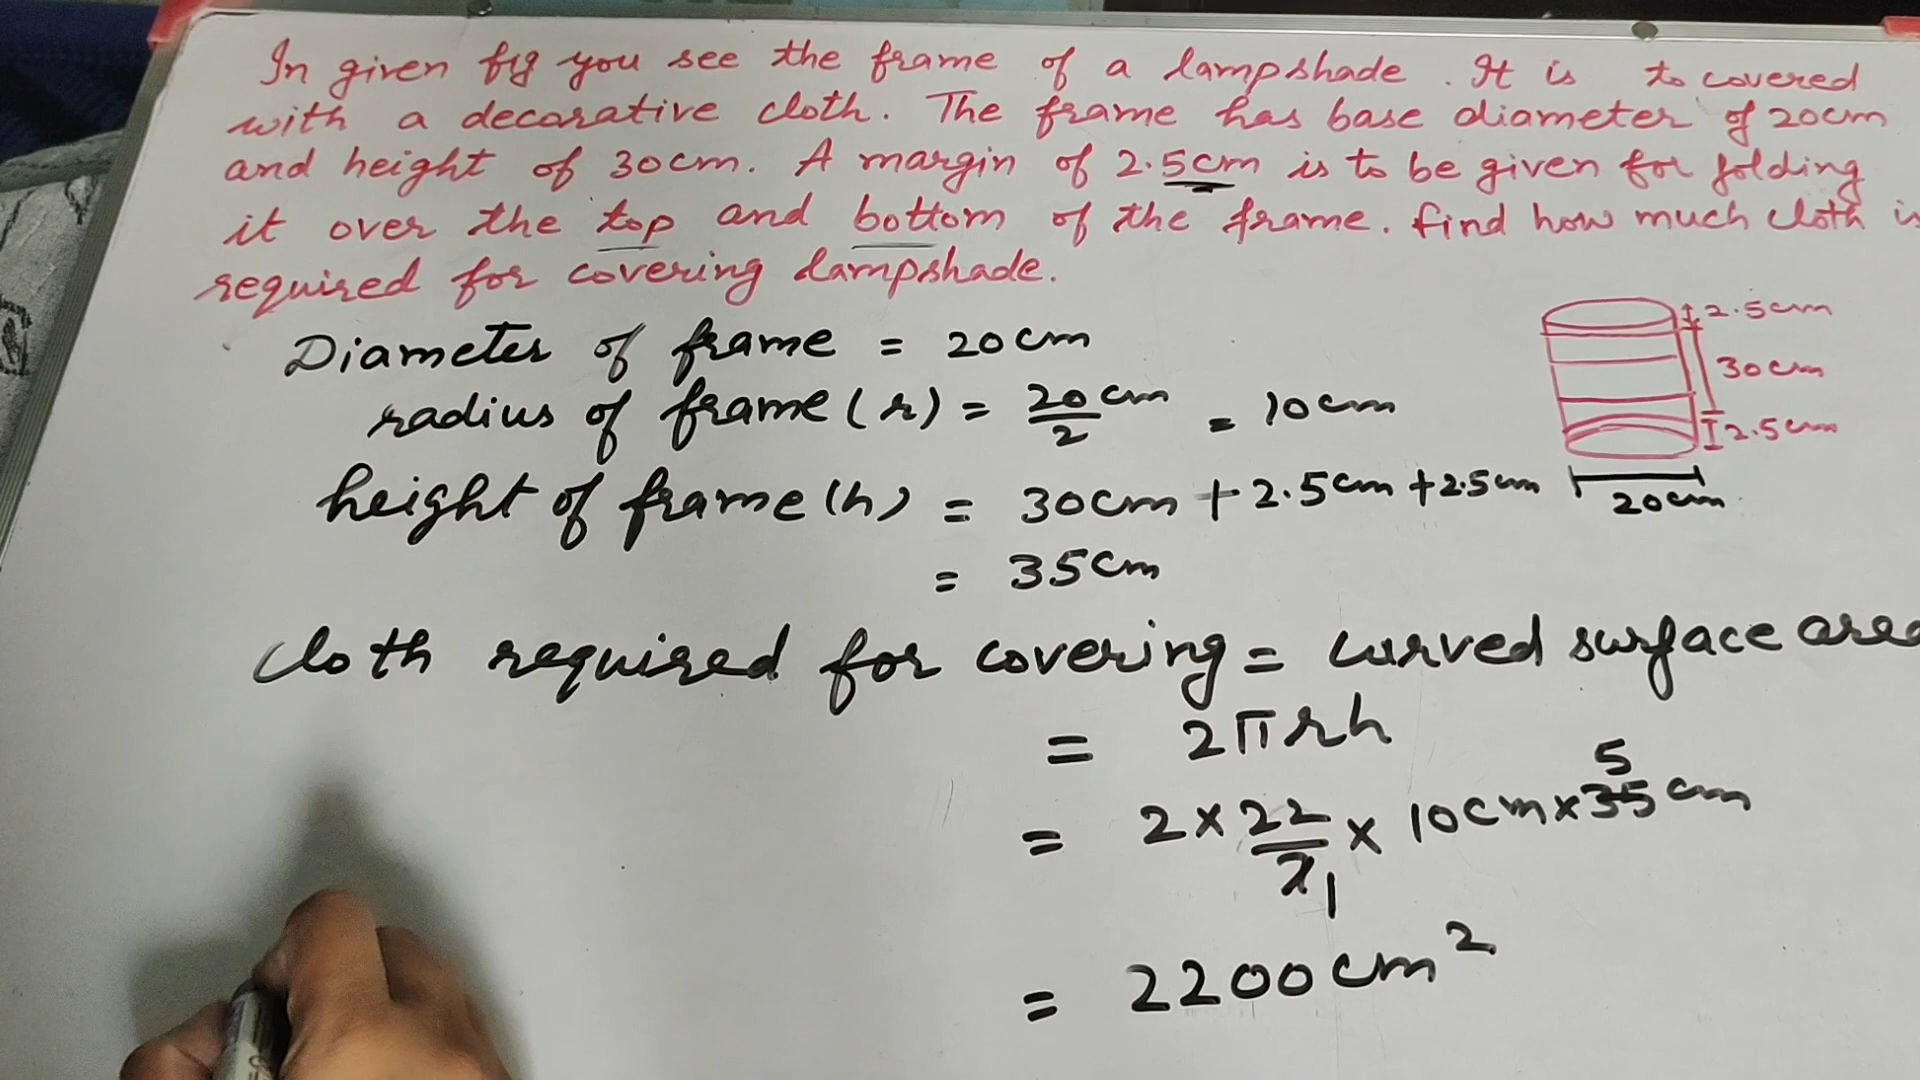 In given fig you see the frame of a lampshade. It is to covered
with a decorative cloth. The frame has base diameter of 20cm
and height of 30cm. A margin of 2.5cm is to be given for folding
it over the top and bottom of the frame. find how much cloth is
required for covering lampshade.
2.5cm
30cm
2.5cm
20cm
Diameter of frame = 20cm
radius of frame (r) = 20/2 cm = 10cm
height of frame (h) = 30cm + 2.5cm + 2.5cm
= 35cm
cloth required for covering = curved surface area
= 2πrh
5
= 2 × 22/7 × 10cm × 35cm
1
= 2200cm²